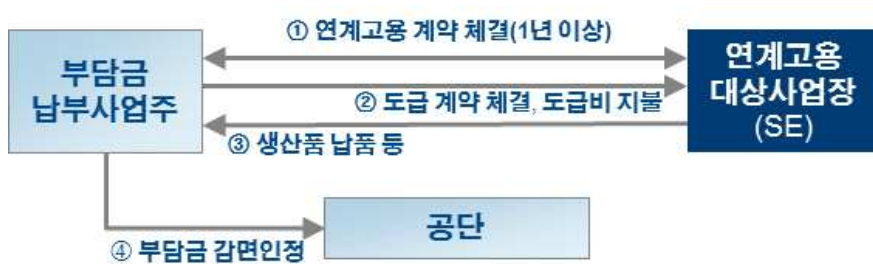 ① 연계고용 계약 체결(1년 이상)
부담금
납부사업주
연계고용
대상사업장
(SE)
② 도급 계약 체결, 도급비 지불
③ 생산품 납품 등
공단
④ 부담금 감면인정